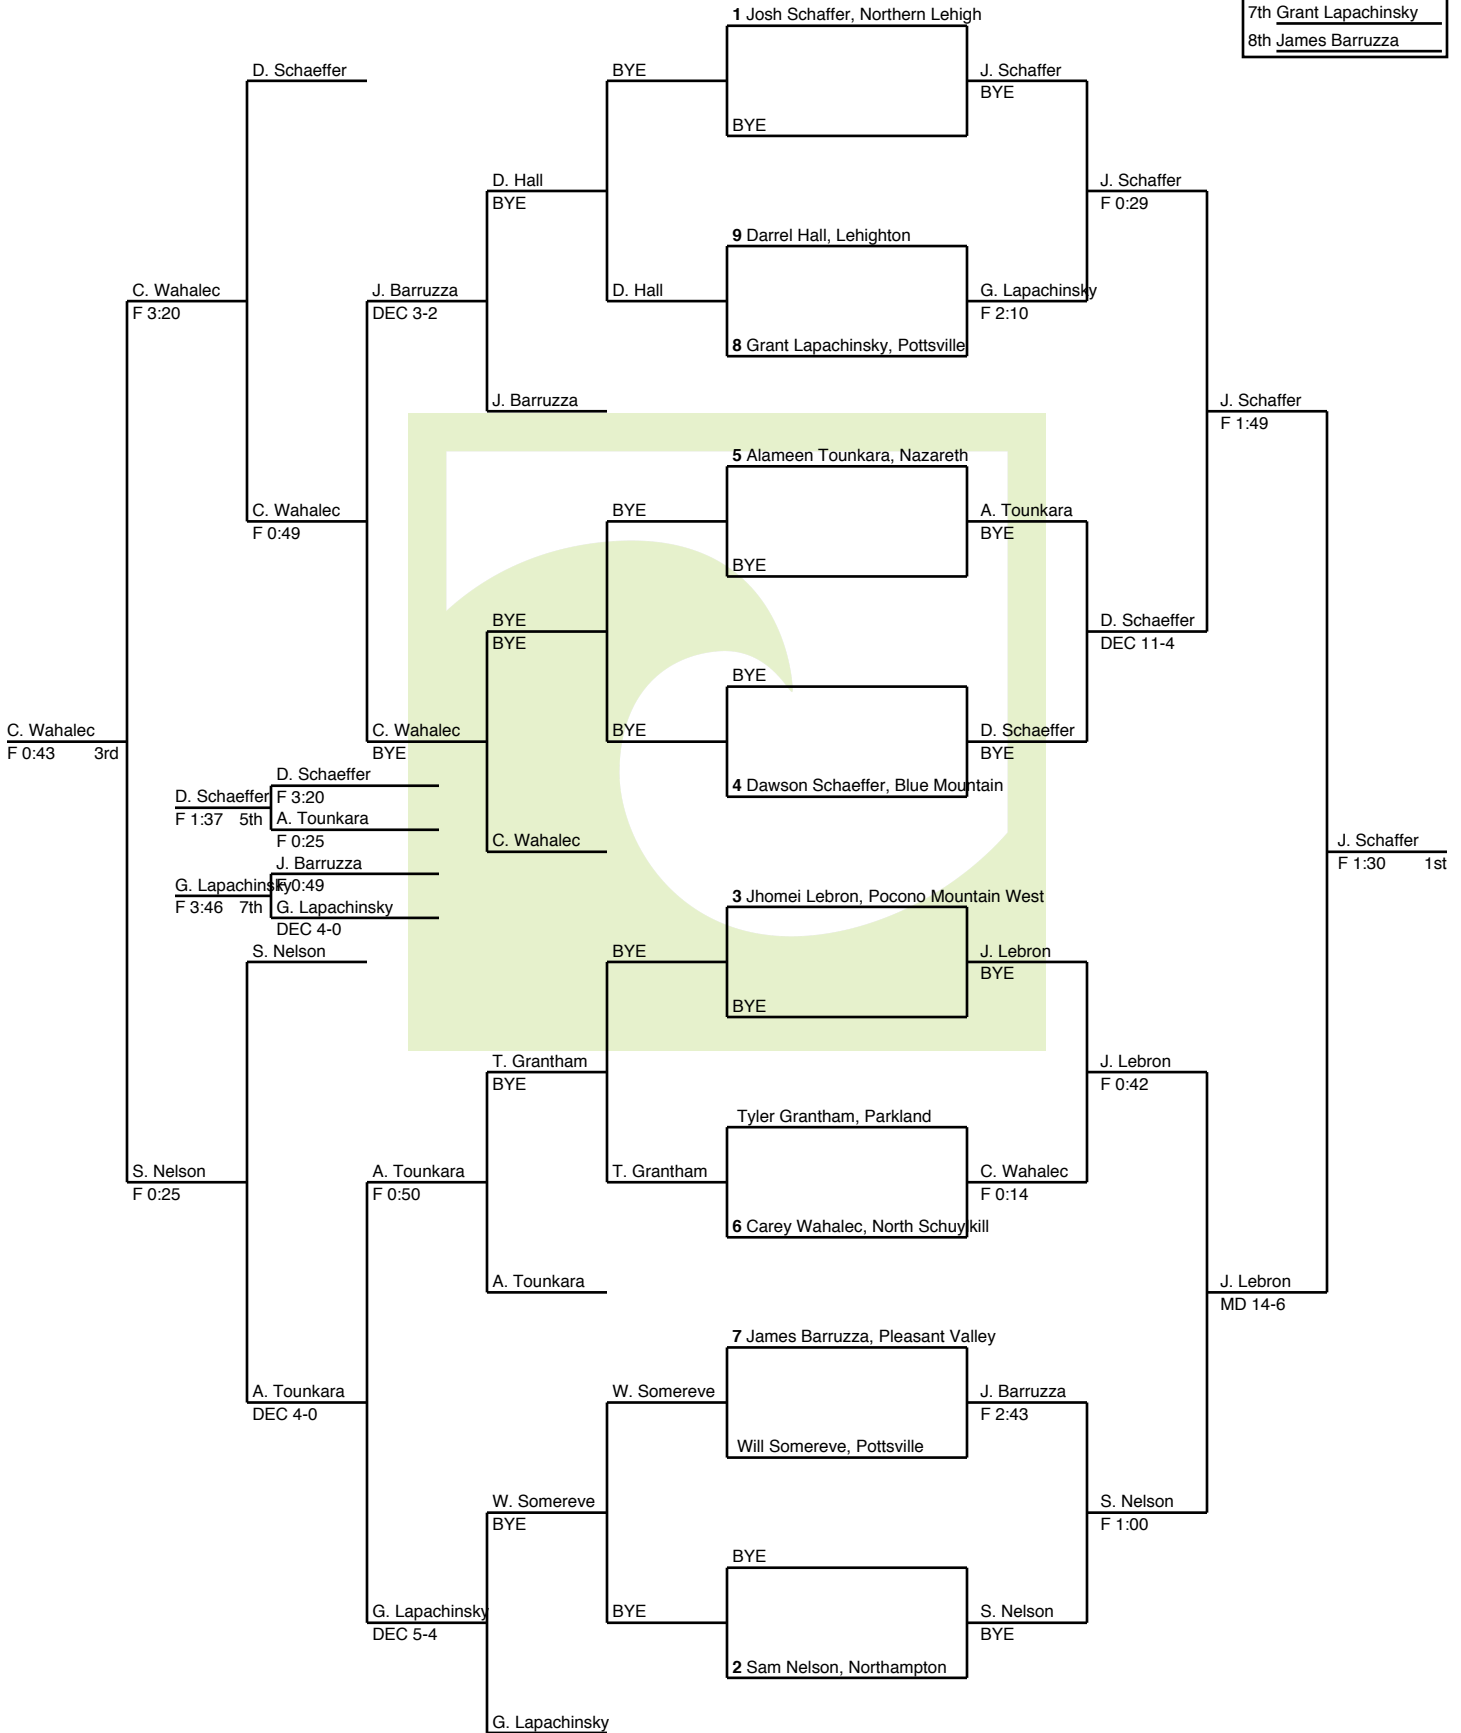 1 Josh Schaffer, Northern Lehigh
7th Grant Lapachinsky
8th James Barruzza
D. Schaeffer
BYE
J. Schaffer
BYE
BYE
D. Hall
BYE
J. Schaffer
F 0:29
9 Darrel Hall, Lehighton
C. Wahalec
F 3:20
J. Barruzza
DEC 3-2
D. Hall
G. Lapachinsky
F 2:10
8 Grant Lapachinsky, Pottsville
J. Barruzza
J. Schaffer
F 1:49
5 Alameen Tounkara, Nazareth
C. Wahalec
F 0:49
BYE
A. Tounkara
BYE
BYE
BYE
BYE
D. Schaeffer
DEC 11-4
BYE
C. Wahalec
F 0:43 3rd
C. Wahalec
BYE
BYE
D. Schaeffer
BYE
4 Dawson Schaeffer, Blue Mountain
D. Schaeffer
F 3:20
D. Schaeffer
F 1:37 5th
A. Tounkara
F 0:25
C. Wahalec
J. Schaffer
F 1:30 1st
J. Barruzza
F 0:49
G. Lapachinsky
F 3:46 7th
G. Lapachinsky
DEC 4-0
3 Jhomei Lebron, Pocono Mountain West
S. Nelson
BYE
J. Lebron
BYE
BYE
T. Grantham
BYE
J. Lebron
F 0:42
Tyler Grantham, Parkland
S. Nelson
F 0:25
A. Tounkara
F 0:50
T. Grantham
C. Wahalec
F 0:14
6 Carey Wahalec, North Schuylkill
A. Tounkara
J. Lebron
MD 14-6
7 James Barruzza, Pleasant Valley
A. Tounkara
DEC 4-0
W. Somereve
J. Barruzza
F 2:43
Will Somereve, Pottsville
W. Somereve
BYE
S. Nelson
F 1:00
BYE
G. Lapachinsky
DEC 5-4
BYE
S. Nelson
BYE
2 Sam Nelson, Northampton
G. Lapachinsky